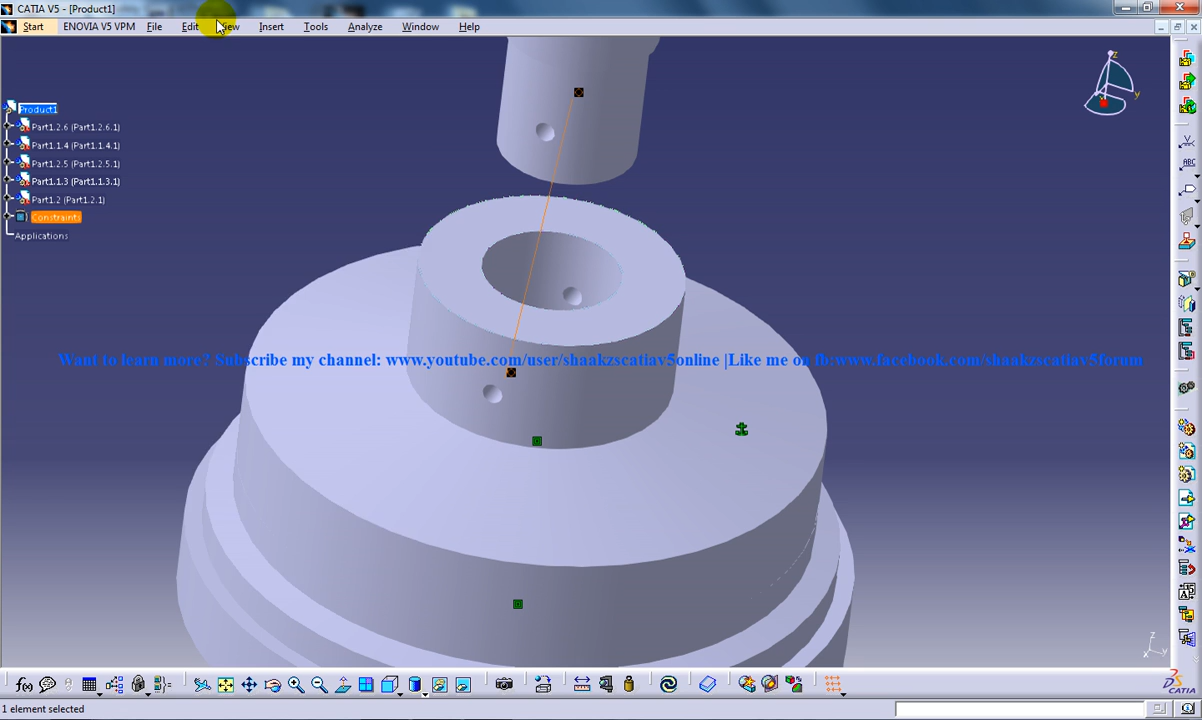 CATIA V5 - [Product1]
Start ENOVIA V5 VPM File Edit View Insert Tools Analyze Window Help
Product1
Part1.2.6 (Part1.2.6.1)
Part1.1.4 (Part1.1.4.1)
Part1.2.5 (Part1.2.5.1)
Part1.1.3 (Part1.1.3.1)
Part1.2 (Part1.2.1)
Constraints
Applications
z
y
Want to learn more? Subscribe my channel: www.youtube.com/user/shaakzscatiav5online |Like me on fb:www.facebook.com/shaakzscatiav5forum
z
x y
ABC
f(x)
CATIA
1 element selected